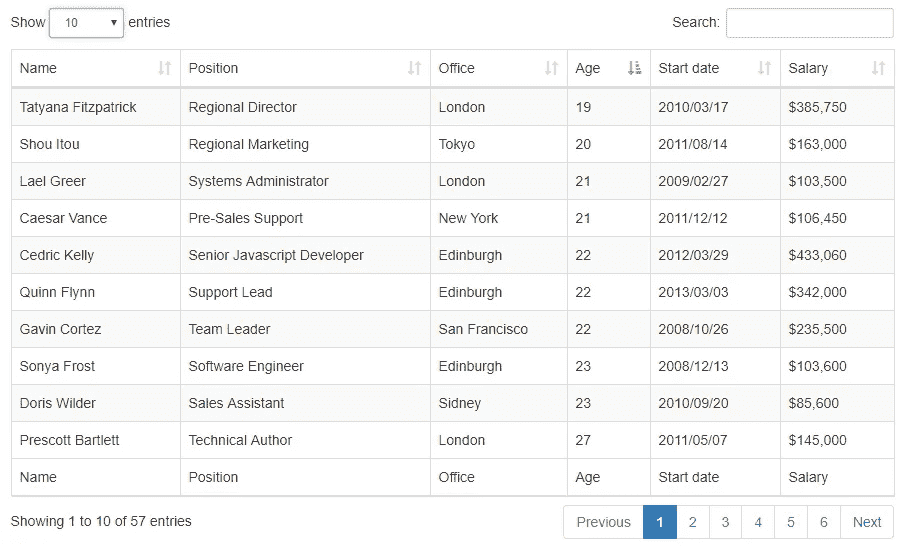 Show 10 entries Search:
Name Position Office Age Start date Salary
Tatyana Fitzpatrick Regional Director London 19 2010/03/17 $385,750
Shou Itou Regional Marketing Tokyo 20 2011/08/14 $163,000
Lael Greer Systems Administrator London 21 2009/02/27 $103,500
Caesar Vance Pre-Sales Support New York 21 2011/12/12 $106,450
Cedric Kelly Senior Javascript Developer Edinburgh 22 2012/03/29 $433,060
Quinn Flynn Support Lead Edinburgh 22 2013/03/03 $342,000
Gavin Cortez Team Leader San Francisco 22 2008/10/26 $235,500
Sonya Frost Software Engineer Edinburgh 23 2008/12/13 $103,600
Doris Wilder Sales Assistant Sidney 23 2010/09/20 $85,600
Prescott Bartlett Technical Author London 27 2011/05/07 $145,000
Name Position Office Age Start date Salary
Showing 1 to 10 of 57 entries Previous 1 2 3 4 5 6 Next